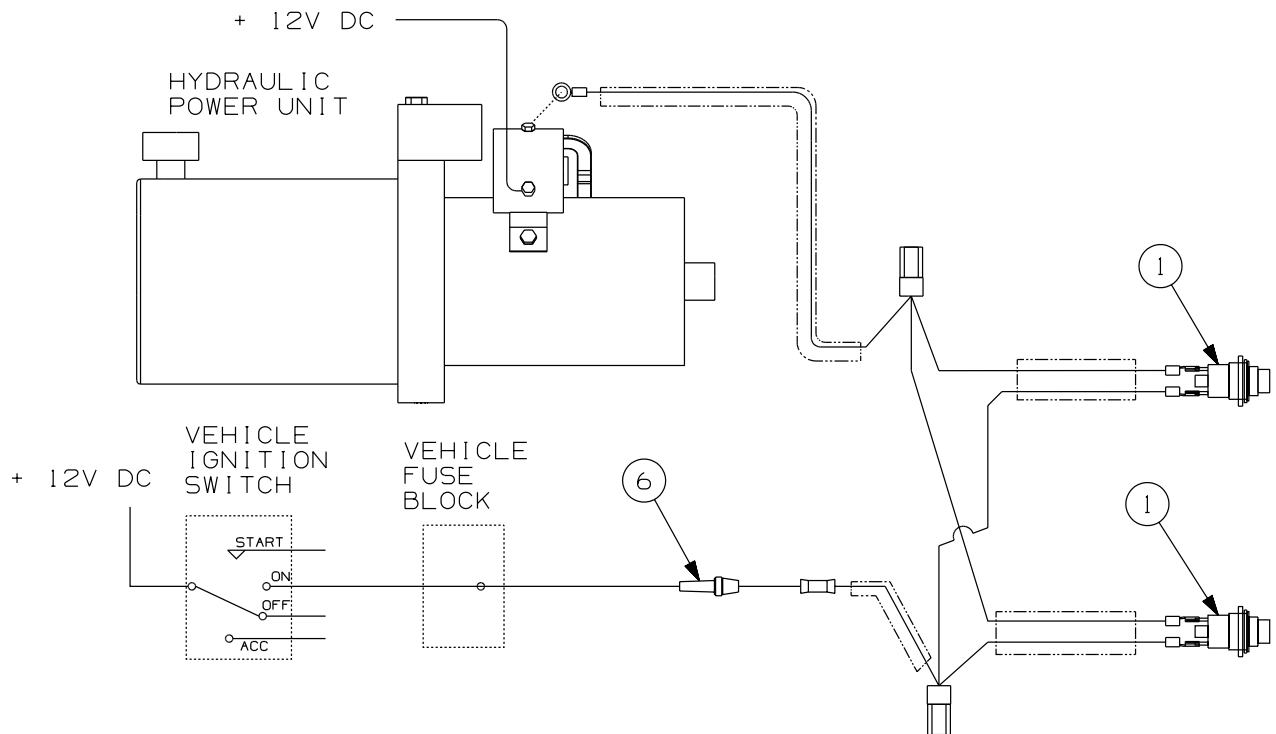 + 12V DC
HYDRAULIC
POWER UNIT
1
VEHICLE
IGNITION
SWITCH
+ 12V DC
VEHICLE
FUSE
BLOCK
6
1
START
ON
OFF
ACC